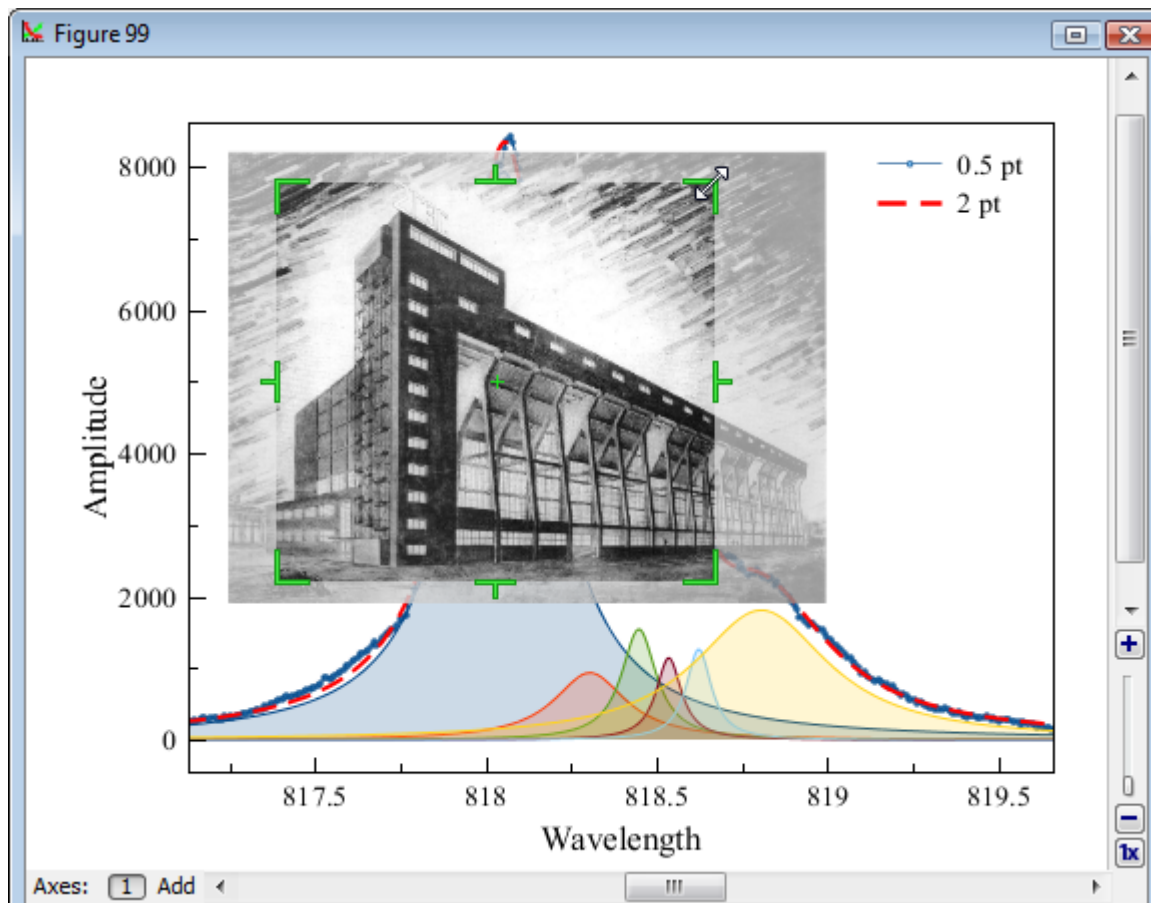 Figure 99
0.5 pt
2 pt
8000
6000
4000
2000
0
Amplitude
817.5 818 818.5 819 819.5
Wavelength
1x
Axes: 1 Add